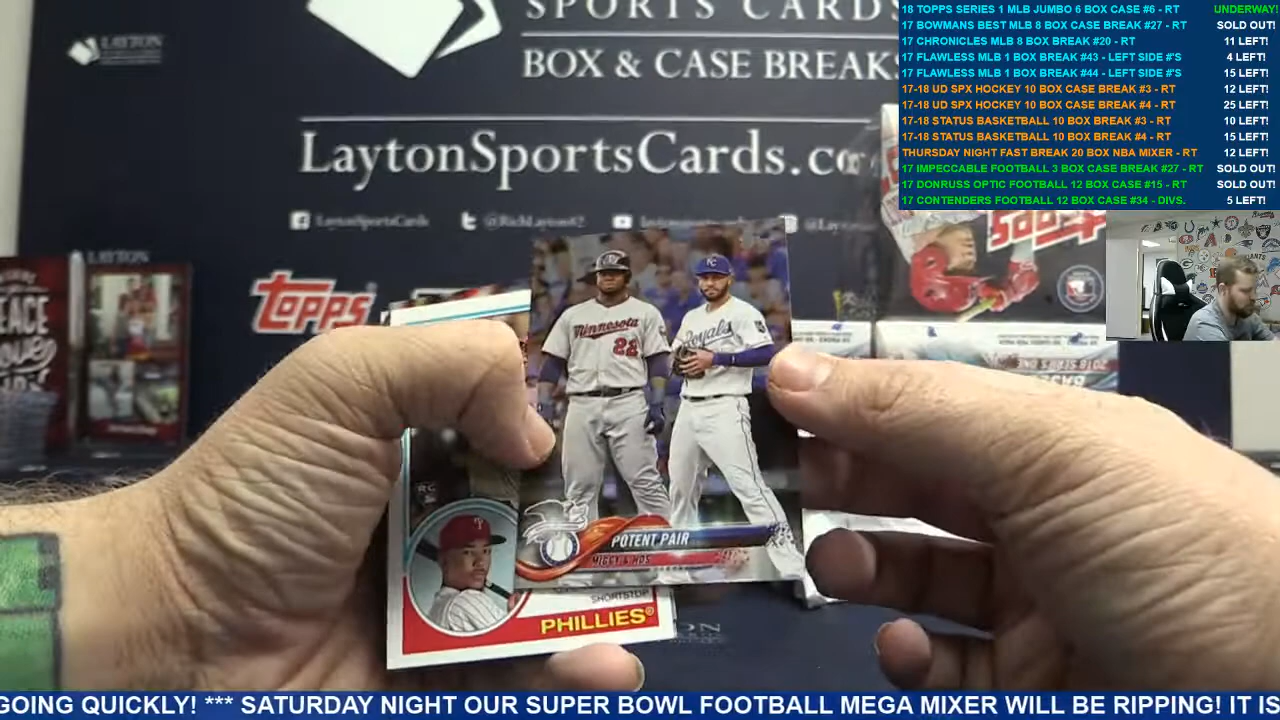 SPORTS CARDS
BOX & CASE BREAKS
LaytonSportsCards.co
LaytonSportsCards
@RichLayton82
LAYTON
LAYTON
topps
EACE
Love
Minnesota
22
KC
Royals
RC
T
POTENT PAIR
SHORTSTOP
PHILLIES®
18 TOPPS SERIES 1 MLB JUMBO 6 BOX CASE #6 - RT UNDERWAY!
17 BOWMANS BEST MLB 8 BOX CASE BREAK #27 - RT SOLD OUT!
17 CHRONICLES MLB 8 BOX BREAK #20 - RT 11 LEFT!
17 FLAWLESS MLB 1 BOX BREAK #43 - LEFT SIDE #'S 4 LEFT!
17 FLAWLESS MLB 1 BOX BREAK #44 - LEFT SIDE #'S 15 LEFT!
17-18 UD SPX HOCKEY 10 BOX CASE BREAK #3 - RT 12 LEFT!
17-18 UD SPX HOCKEY 10 BOX CASE BREAK #4 - RT 25 LEFT!
17-18 STATUS BASKETBALL 10 BOX BREAK #3 - RT 10 LEFT!
17-18 STATUS BASKETBALL 10 BOX BREAK #4 - RT 15 LEFT!
THURSDAY NIGHT FAST BREAK 20 BOX NBA MIXER - RT 12 LEFT!
17 IMPECCABLE FOOTBALL 3 BOX CASE BREAK #27 - RT SOLD OUT!
17 DONRUSS OPTIC FOOTBALL 12 BOX CASE #15 - RT SOLD OUT!
17 CONTENDERS FOOTBALL 12 BOX CASE #34 - DIVS. 5 LEFT!
GOING QUICKLY! *** SATURDAY NIGHT OUR SUPER BOWL FOOTBALL MEGA MIXER WILL BE RIPPING! IT IS